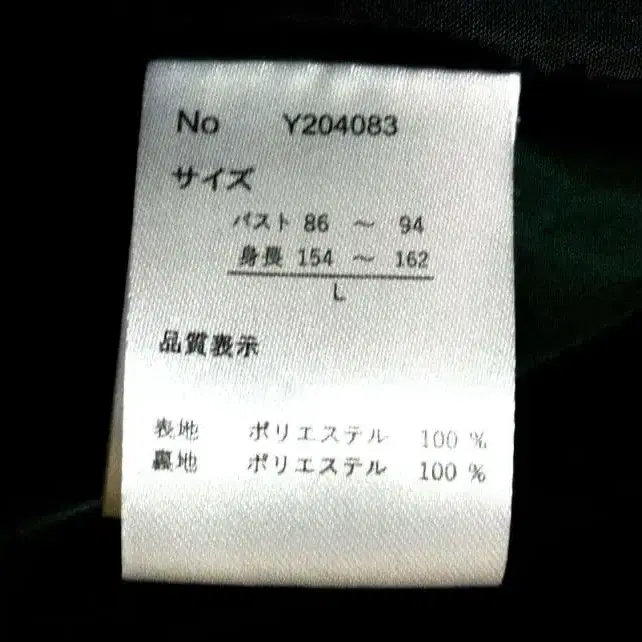 No Y204083
サイズ
バスト 86 ～ 94
身長 154 ～ 162
L
品質表示
表地 ポリエステル 100 %
裏地 ポリエステル 100 %